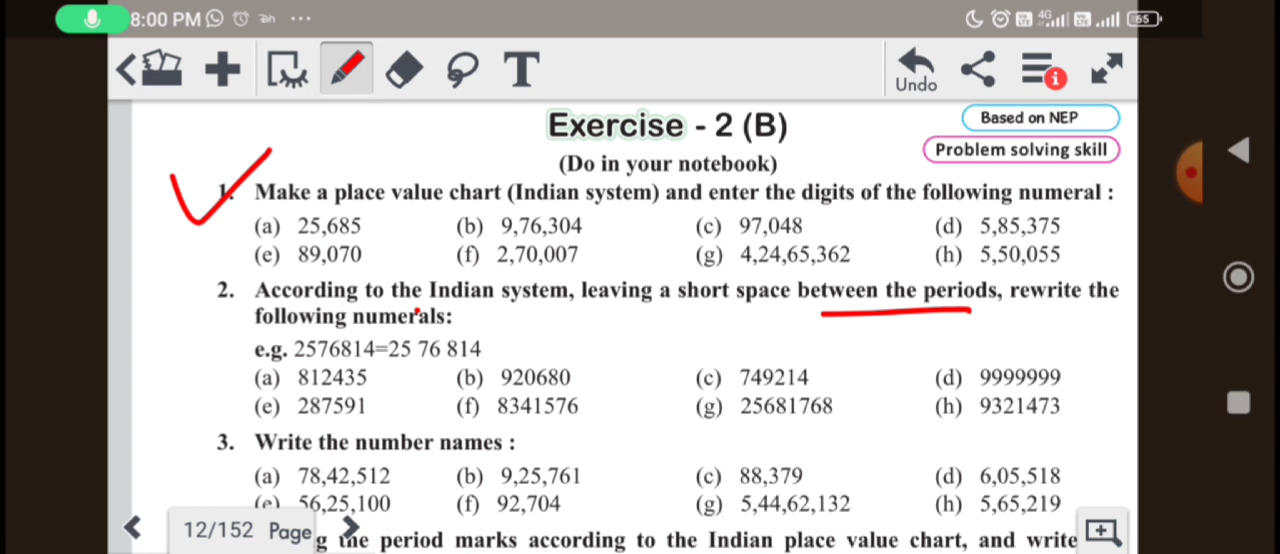 8:00 PM
4G
65
T
Undo
Exercise - 2 (B)
Based on NEP
Problem solving skill
(Do in your notebook)
1. Make a place value chart (Indian system) and enter the digits of the following numeral :
(a) 25,685 (b) 9,76,304 (c) 97,048 (d) 5,85,375
(e) 89,070 (f) 2,70,007 (g) 4,24,65,362 (h) 5,50,055
2. According to the Indian system, leaving a short space between the periods, rewrite the
following numerals:
e.g. 2576814=25 76 814
(a) 812435 (b) 920680 (c) 749214 (d) 9999999
(e) 287591 (f) 8341576 (g) 25681768 (h) 9321473
3. Write the number names :
(a) 78,42,512 (b) 9,25,761 (c) 88,379 (d) 6,05,518
(e) 56,25,100 (f) 92,704 (g) 5,44,62,132 (h) 5,65,219
12/152 Page
g the period marks according to the Indian place value chart, and write